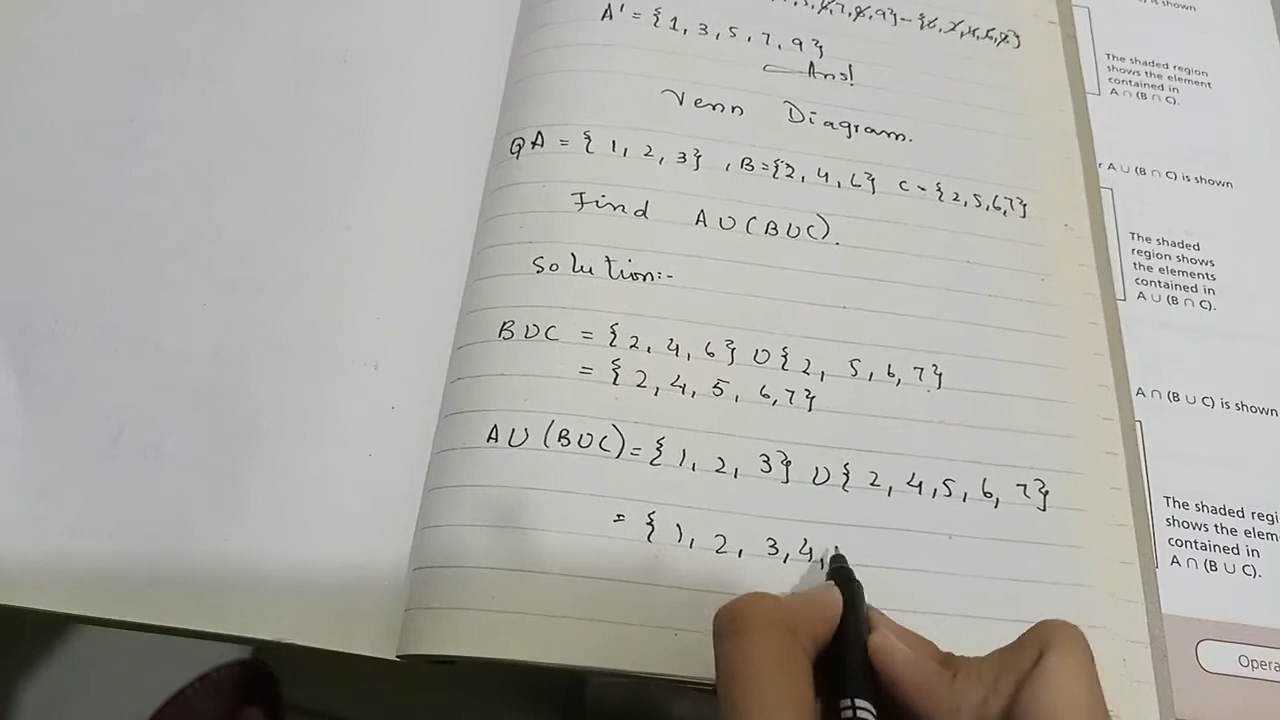 A' = {1, 3, 5, 7, 9}
Ans!
Venn Diagram.
Q A = { 1, 2, 3} , B={2, 4, 6} C = {2,5,6,7}
Find A∪(B∪C).
Solution:-
B∪C = {2, 4, 6} ∪ {2, 5, 6, 7}
= {2, 4, 5, 6,7}
A∪(B∪C)={1, 2, 3} ∪ {2, 4,5, 6, 7}
= { 1, 2, 3,4,
is shown
The shaded region
shows the element
contained in
A ∩ (B ∩ C).
A ∪ (B ∩ C) is shown
The shaded
region shows
the elements
contained in
A ∪ (B ∩ C).
A ∩ (B ∪ C) is shown
The shaded regi
shows the elem
contained in
A ∩ (B ∪ C).
Opera